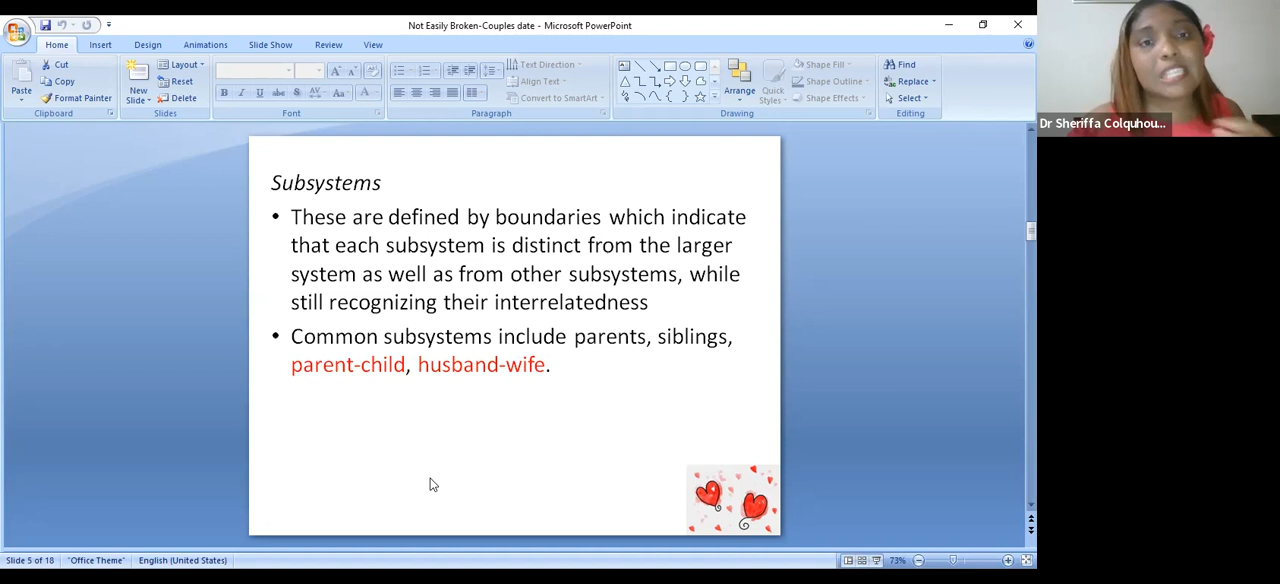 Not Easily Broken-Couples date - Microsoft PowerPoint
Home Insert Design Animations Slide Show Review View
Paste
Cut
Copy
Format Painter
Clipboard
New Slide
Layout
Reset
Delete
Slides
B I U abc S AV Aa A
Font
Text Direction
Align Text
Convert to SmartArt
Paragraph
Arrange
Quick Styles
Shape Fill
Shape Outline
Shape Effects
Drawing
Find
Replace
Select
Editing
Dr Sheriffa Colquhou...
Subsystems
• These are defined by boundaries which indicate
that each subsystem is distinct from the larger
system as well as from other subsystems, while
still recognizing their interrelatedness
• Common subsystems include parents, siblings,
parent-child, husband-wife.
Slide 5 of 18 "Office Theme" English (United States) 73%